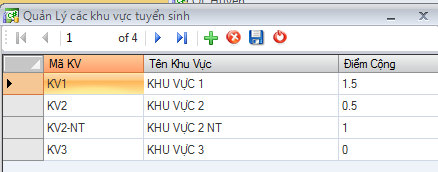 Quản Lý các khu vực tuyển sinh
1 of 4
Mã KV Tên Khu Vực Điểm Cộng
KV1 KHU VỰC 1 1.5
KV2 KHU VỰC 2 0.5
KV2-NT KHU VỰC 2 NT 1
KV3 KHU VỰC 3 0